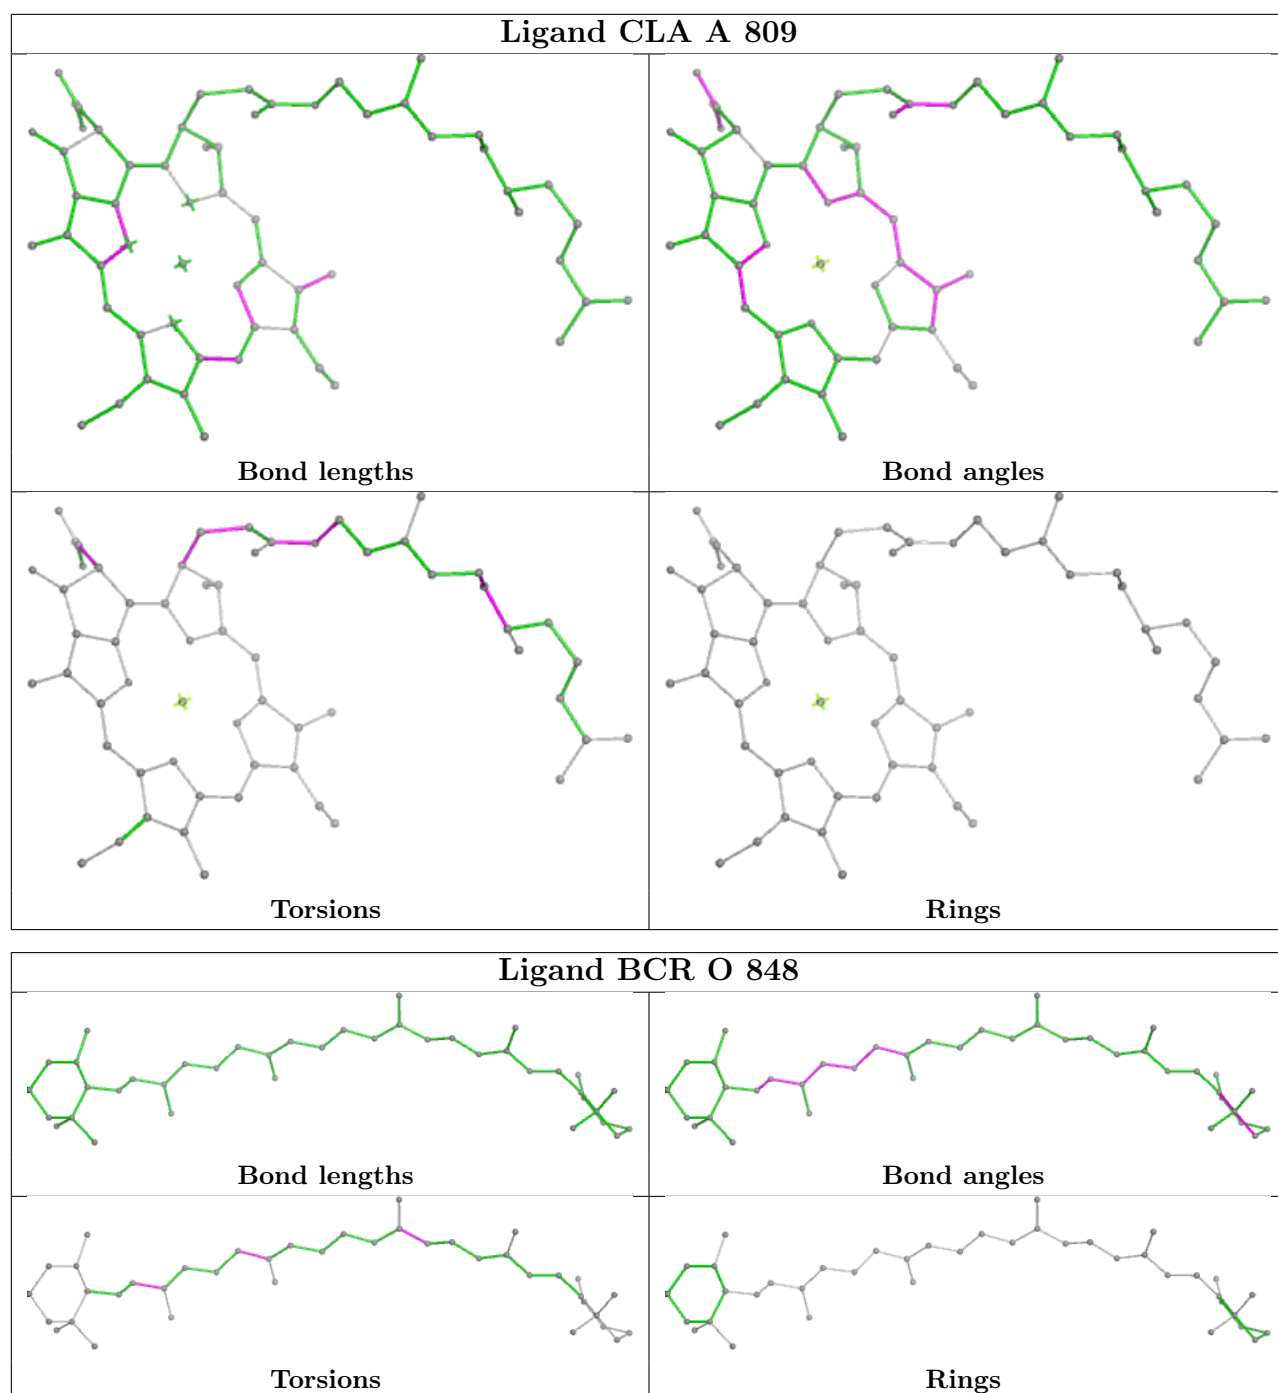 Ligand CLA A 809
Bond lengths
Bond angles
Torsions
Rings
Ligand BCR O 848
Bond lengths
Bond angles
Torsions
Rings